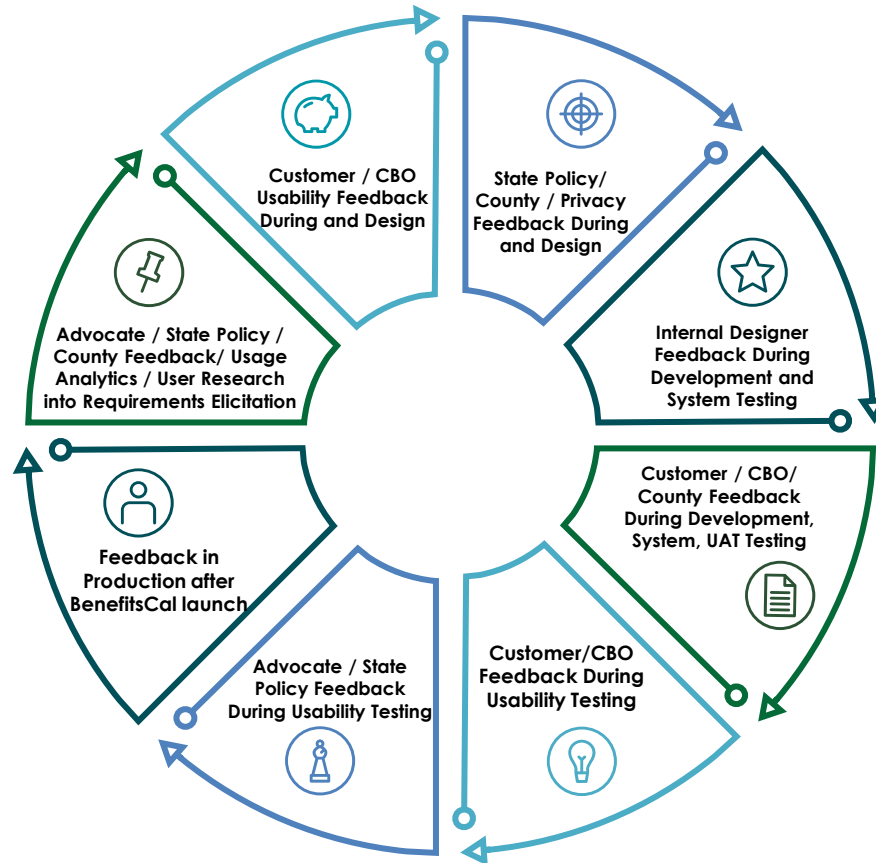 Customer / CBO
Usability Feedback
During and Design
State Policy/
County / Privacy
Feedback During
and Design
Internal Designer
Feedback During
Development and
System Testing
Customer / CBO/
County Feedback
During Development,
System, UAT Testing
Customer/CBO
Feedback During
Usability Testing
Advocate / State
Policy Feedback
During Usability Testing
Feedback in
Production after
BenefitsCal launch
Advocate / State Policy /
County Feedback/ Usage
Analytics / User Research
into Requirements Elicitation